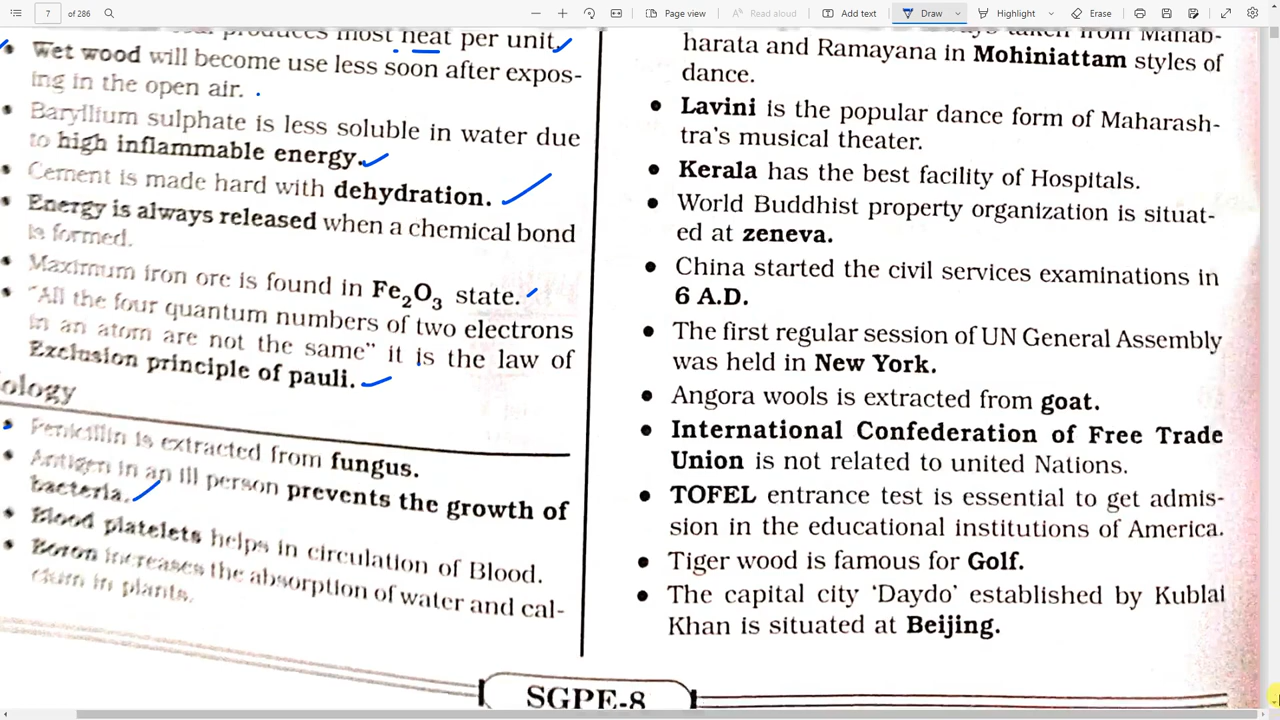 7 of 286
Page view
Read aloud
Add text
Draw
Highlight
Erase
Share
produces most heat per unit.
Wet wood will become use less soon after expos-
ing in the open air.
Baryllium sulphate is less soluble in water due
to high inflammable energy.
Cement is made hard with dehydration.
Energy is always released when a chemical bond
is formed.
Maximum iron ore is found in Fe2O3 state.
"All the four quantum numbers of two electrons
in an atom are not the same" it is the law of
Exclusion principle of pauli.
ology
Penicillin is extracted from fungus.
Antigen in an ill person prevents the growth of
bacteria.
Blood platelets helps in circulation of Blood.
Boron increases the absorption of water and cal-
cium in plants.
taken from Mahab-
harata and Ramayana in Mohiniattam styles of
dance.
Lavini is the popular dance form of Maharash-
tra's musical theater.
Kerala has the best facility of Hospitals.
World Buddhist property organization is situat-
ed at zeneva.
China started the civil services examinations in
6 A.D.
The first regular session of UN General Assembly
was held in New York.
Angora wools is extracted from goat.
International Confederation of Free Trade
Union is not related to united Nations.
TOFEL entrance test is essential to get admis-
sion in the educational institutions of America.
Tiger wood is famous for Golf.
The capital city 'Daydo' established by Kublai
Khan is situated at Beijing.
SGPE-8